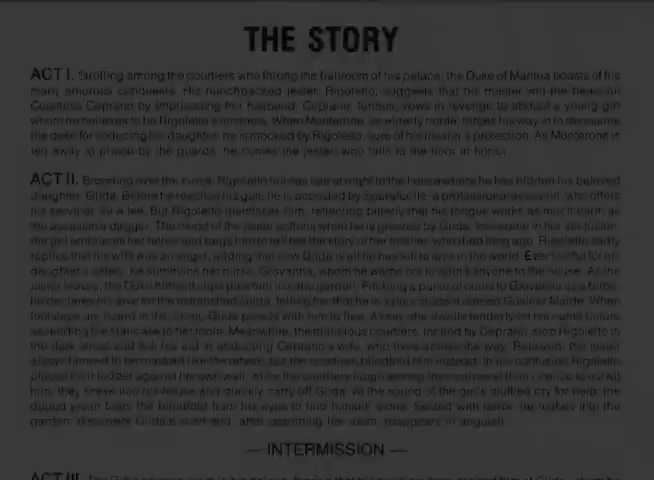 THE STORY
ACT I. Strolling among the courtiers who throng the ballroom of his palace, the Duke of Mantua boasts of his
many amorous conquests. His hunchbacked jester, Rigoletto, suggests that his master win the beautiful
Countess Ceprano by imprisoning her husband. Ceprano, furious, vows in revenge to abduct a young girl
whom he believes to be Rigoletto's mistress. When Monterone, an elderly noble, forces his way in to denounce
the duke for seducing his daughter, he is mocked by Rigoletto, sure of his master's protection. As Monterone is
led away to prison by the guards, he curses the jester, who falls to the floor in horror.
ACT II. Brooding over the curse, Rigoletto hurries late at night to the house where he has hidden his beloved
daughter, Gilda. Before he reaches his gate he is accosted by Sparafucile, a professional assassin, who offers
his services for a fee. But Rigoletto dismisses him, reflecting bitterly that his tongue works as much harm as
the assassin's dagger. The mood of the jester softens when he is greeted by Gilda; lonesome in her seclusion,
the girl embraces her father and begs him to tell her the story of her mother, who died long ago. Rigoletto sadly
replies that his wife was an angel, adding that now Gilda is all he has left to love in the world. Ever fearful for his
daughter's safety, he summons her nurse, Giovanna, whom he warns not to admit anyone to the house. As the
jester leaves, the Duke himself slips past him into the garden. Pitching a purse of coins to Giovanna as a bribe,
he declares his love for the astonished Gilda, telling her that he is a poor student named Gualtier Maldè. When
footsteps are heard in the street, Gilda pleads with him to flee. Alone, she dwells tenderly on his name before
ascending the staircase to her room. Meanwhile, the malicious courtiers, incited by Ceprano, stop Rigoletto in
the dark street and ask his aid in abducting Ceprano's wife, who lives across the way. Relieved, the jester
allows himself to be masked like the others, but the courtiers blindfold him instead. In his confusion Rigoletto
places their ladder against his own wall, while the courtiers laugh among themselves at their chance to outwit
him; they break into his house and quickly carry off Gilda. At the sound of the girl's muffled cry for help, the
duped jester tears the blindfold from his eyes to find himself alone. Seized with terror, he rushes into the
garden, discovers Gilda's scarf and, after searching her room, reappears in anguish.
— INTERMISSION —
ACT III.